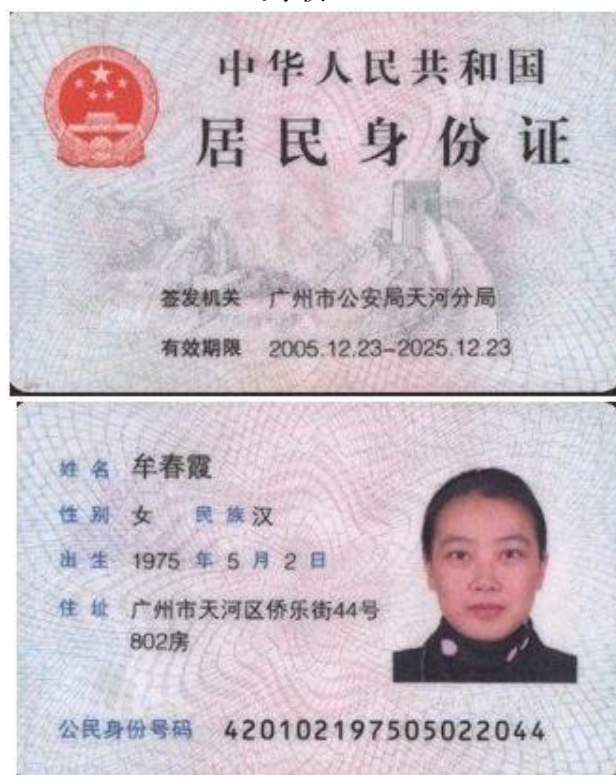 中华人民共和国
居民身份证
签发机关 广州市公安局天河分局
有效期限 2005.12.23-2025.12.23
姓名 牟春霞
性别 女 民族 汉
出生 1975 年 5 月 2 日
住址 广州市天河区侨乐街44号
802房
公民身份号码 420102197505022044